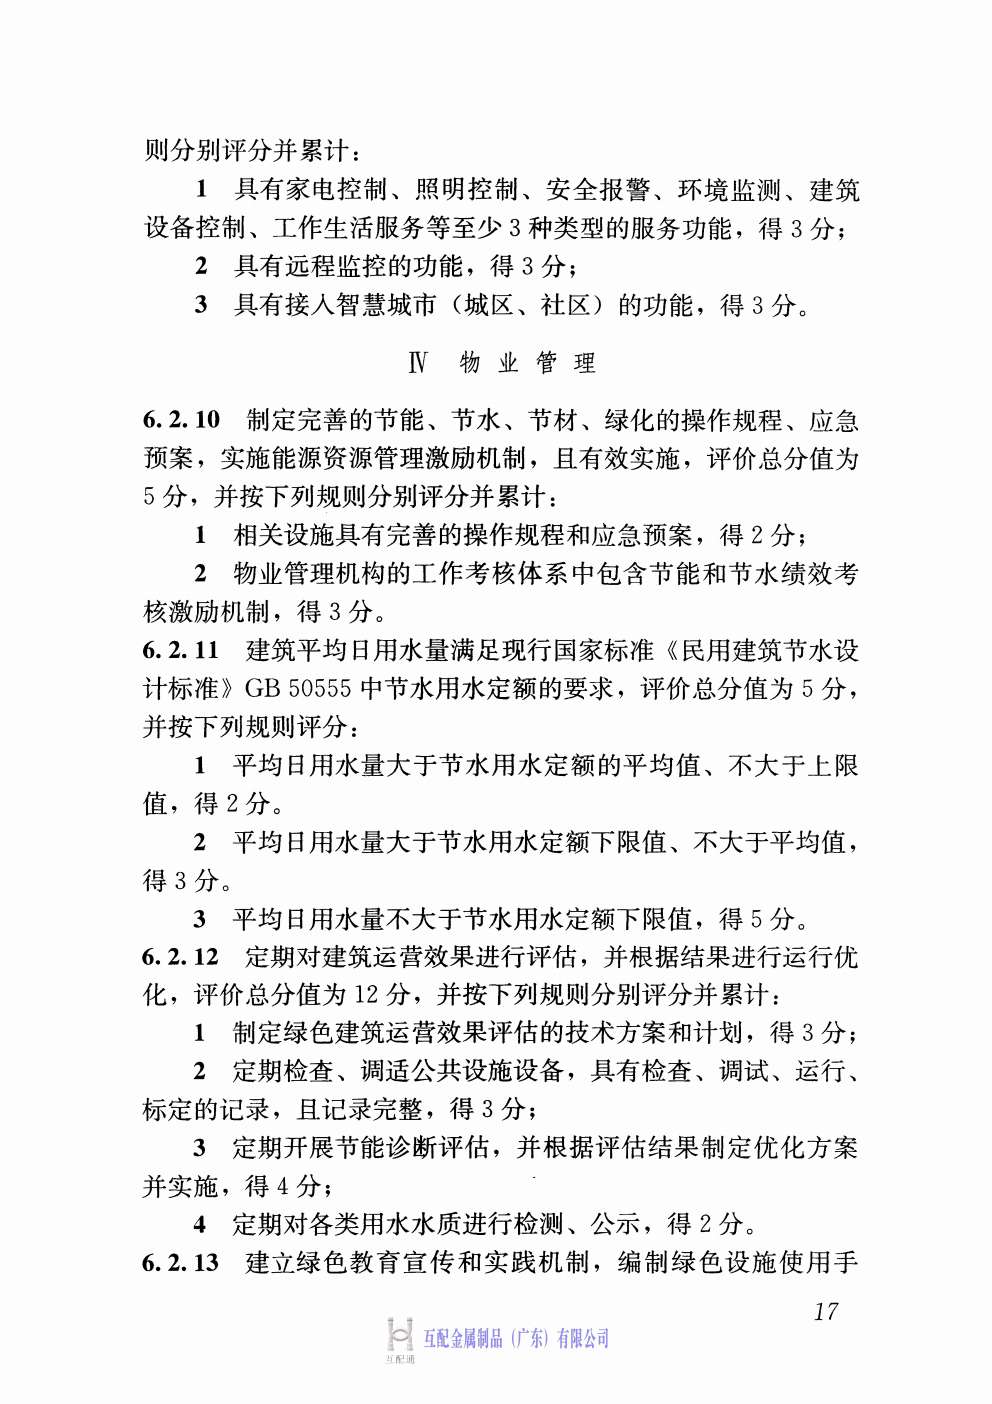 则分别评分并累计：
1 具有家电控制、照明控制、安全报警、环境监测、建筑
设备控制、工作生活服务等至少 3 种类型的服务功能，得 3 分；
2 具有远程监控的功能，得 3 分；
3 具有接入智慧城市（城区、社区）的功能，得 3 分。
Ⅳ 物 业 管 理
6.2.10 制定完善的节能、节水、节材、绿化的操作规程、应急
预案，实施能源资源管理激励机制，且有效实施，评价总分值为
5 分，并按下列规则分别评分并累计：
1 相关设施具有完善的操作规程和应急预案，得 2 分；
2 物业管理机构的工作考核体系中包含节能和节水绩效考
核激励机制，得 3 分。
6.2.11 建筑平均日用水量满足现行国家标准《民用建筑节水设
计标准》GB 50555 中节水用水定额的要求，评价总分值为 5 分，
并按下列规则评分：
1 平均日用水量大于节水用水定额的平均值、不大于上限
值，得 2 分。
2 平均日用水量大于节水用水定额下限值、不大于平均值，
得 3 分。
3 平均日用水量不大于节水用水定额下限值，得 5 分。
6.2.12 定期对建筑运营效果进行评估，并根据结果进行运行优
化，评价总分值为 12 分，并按下列规则分别评分并累计：
1 制定绿色建筑运营效果评估的技术方案和计划，得 3 分；
2 定期检查、调适公共设施设备，具有检查、调试、运行、
标定的记录，且记录完整，得 3 分；
3 定期开展节能诊断评估，并根据评估结果制定优化方案
并实施，得 4 分；
4 定期对各类用水水质进行检测、公示，得 2 分。
6.2.13 建立绿色教育宣传和实践机制，编制绿色设施使用手
17
互配金属制品（广东）有限公司
互配通